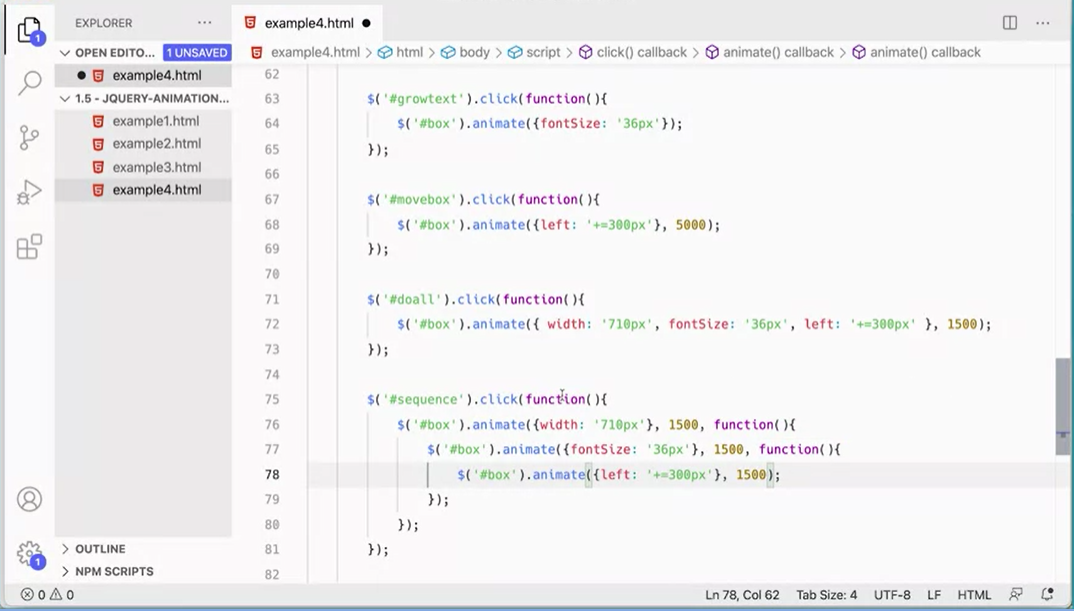 EXPLORER
example4.html
OPEN EDITO... 1 UNSAVED
example4.html > html > body > script > click() callback > animate() callback > animate() callback
example4.html
1.5 - JQUERY-ANIMATION...
example1.html
example2.html
example3.html
example4.html
1
62
63 $('#growtext').click(function(){
64 $('#box').animate({fontSize: '36px'});
65 });
66
67 $('#movebox').click(function(){
68 $('#box').animate({left: '+=300px'}, 5000);
69 });
70
71 $('#doall').click(function(){
72 $('#box').animate({ width: '710px', fontSize: '36px', left: '+=300px' }, 1500);
73 });
74
75 $('#sequence').click(function(){
76 $('#box').animate({width: '710px'}, 1500, function(){
77 $('#box').animate({fontSize: '36px'}, 1500, function(){
78 $('#box').animate({left: '+=300px'}, 1500);
79 });
80 });
81 });
82
1
OUTLINE
NPM SCRIPTS
0 0
Ln 78, Col 62 Tab Size: 4 UTF-8 LF HTML